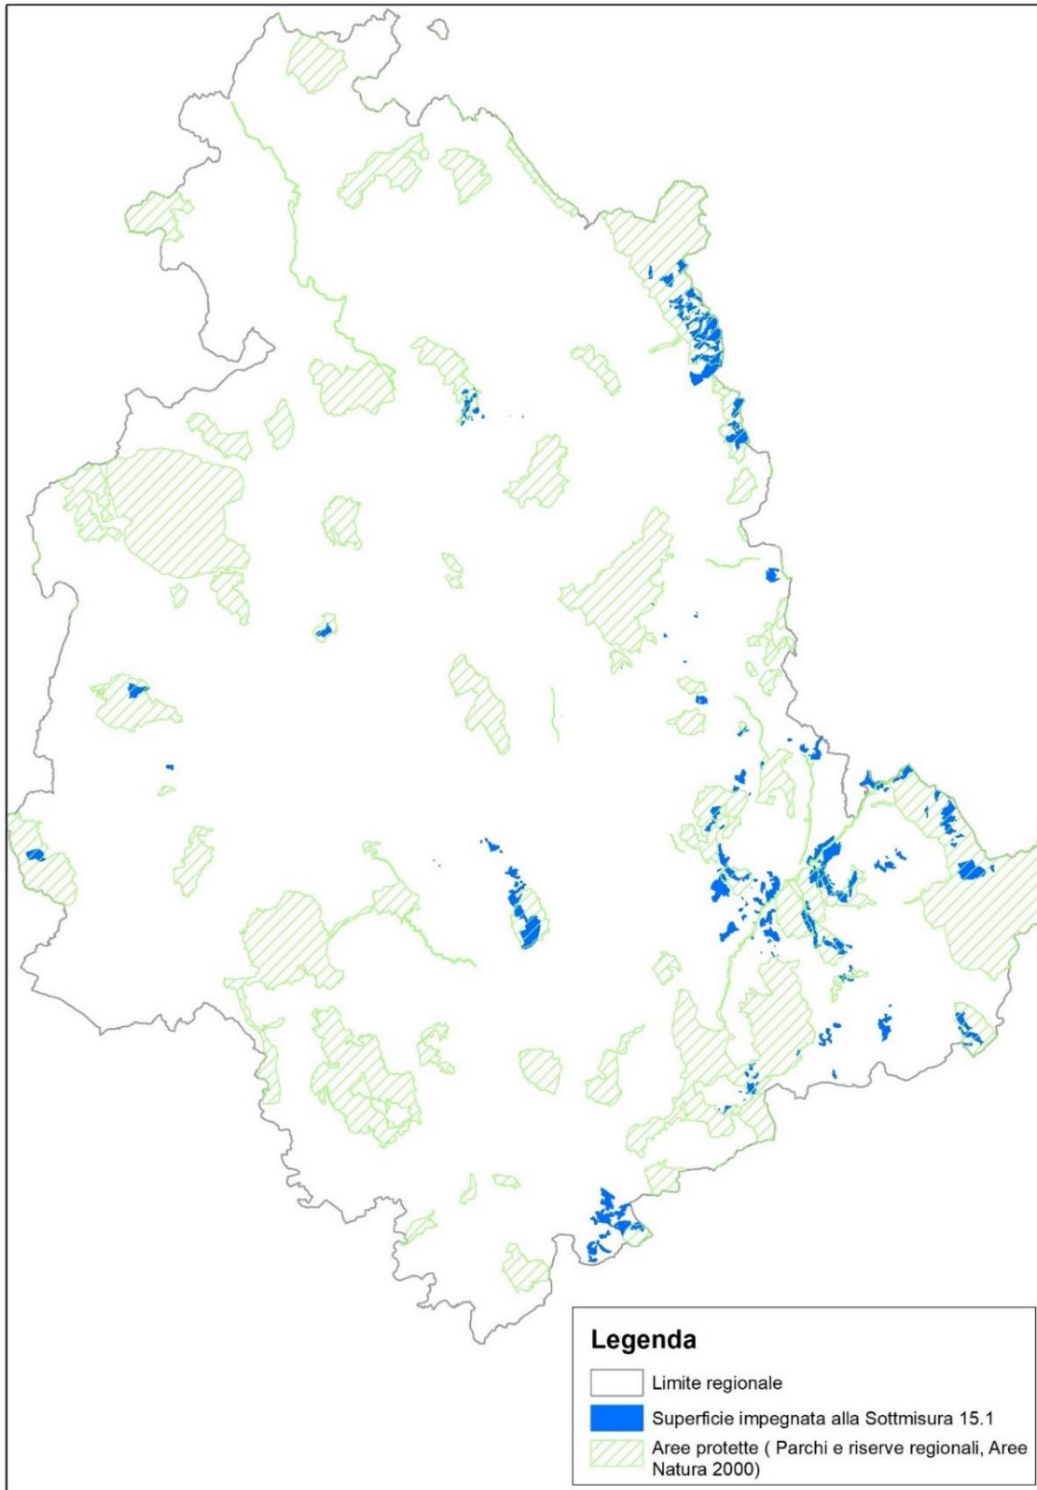 Legenda
Limite regionale
Superficie impegnata alla Sottmisura 15.1
Aree protette ( Parchi e riserve regionali, Aree
Natura 2000)